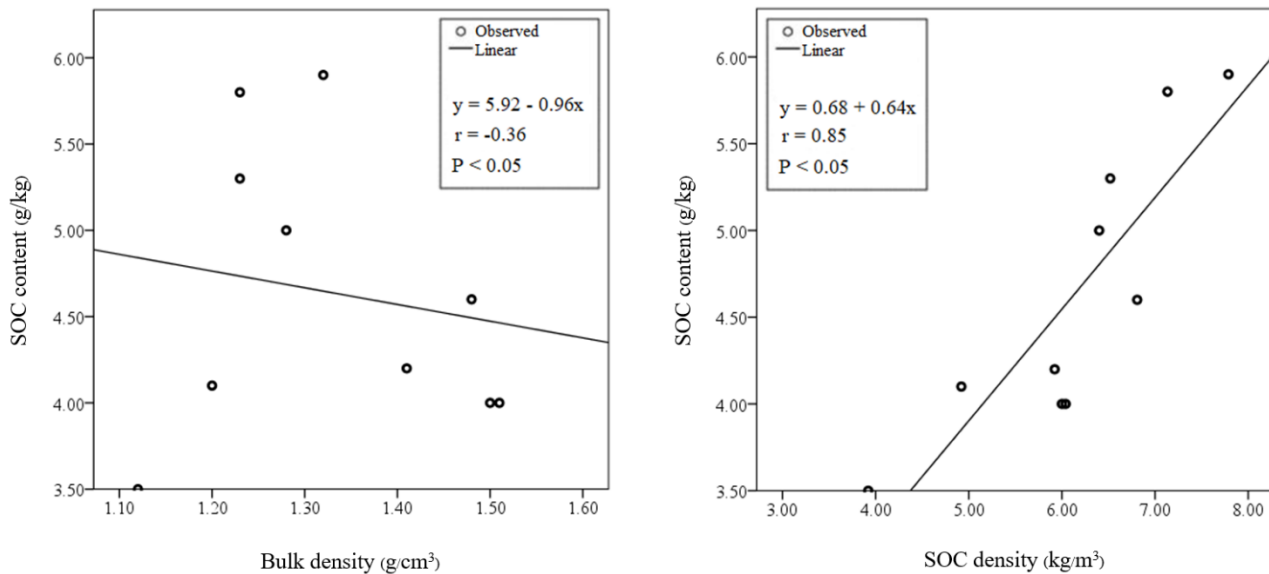 Observed
Linear
y = 5.92 - 0.96x
r = -0.36
P < 0.05
6.00
5.50
5.00
4.50
4.00
3.50
1.10 1.20 1.30 1.40 1.50 1.60
SOC content (g/kg)
Bulk density (g/cm³)
Observed
Linear
y = 0.68 + 0.64x
r = 0.85
P < 0.05
6.00
5.50
5.00
4.50
4.00
3.50
3.00 4.00 5.00 6.00 7.00 8.00
SOC content (g/kg)
SOC density (kg/m³)